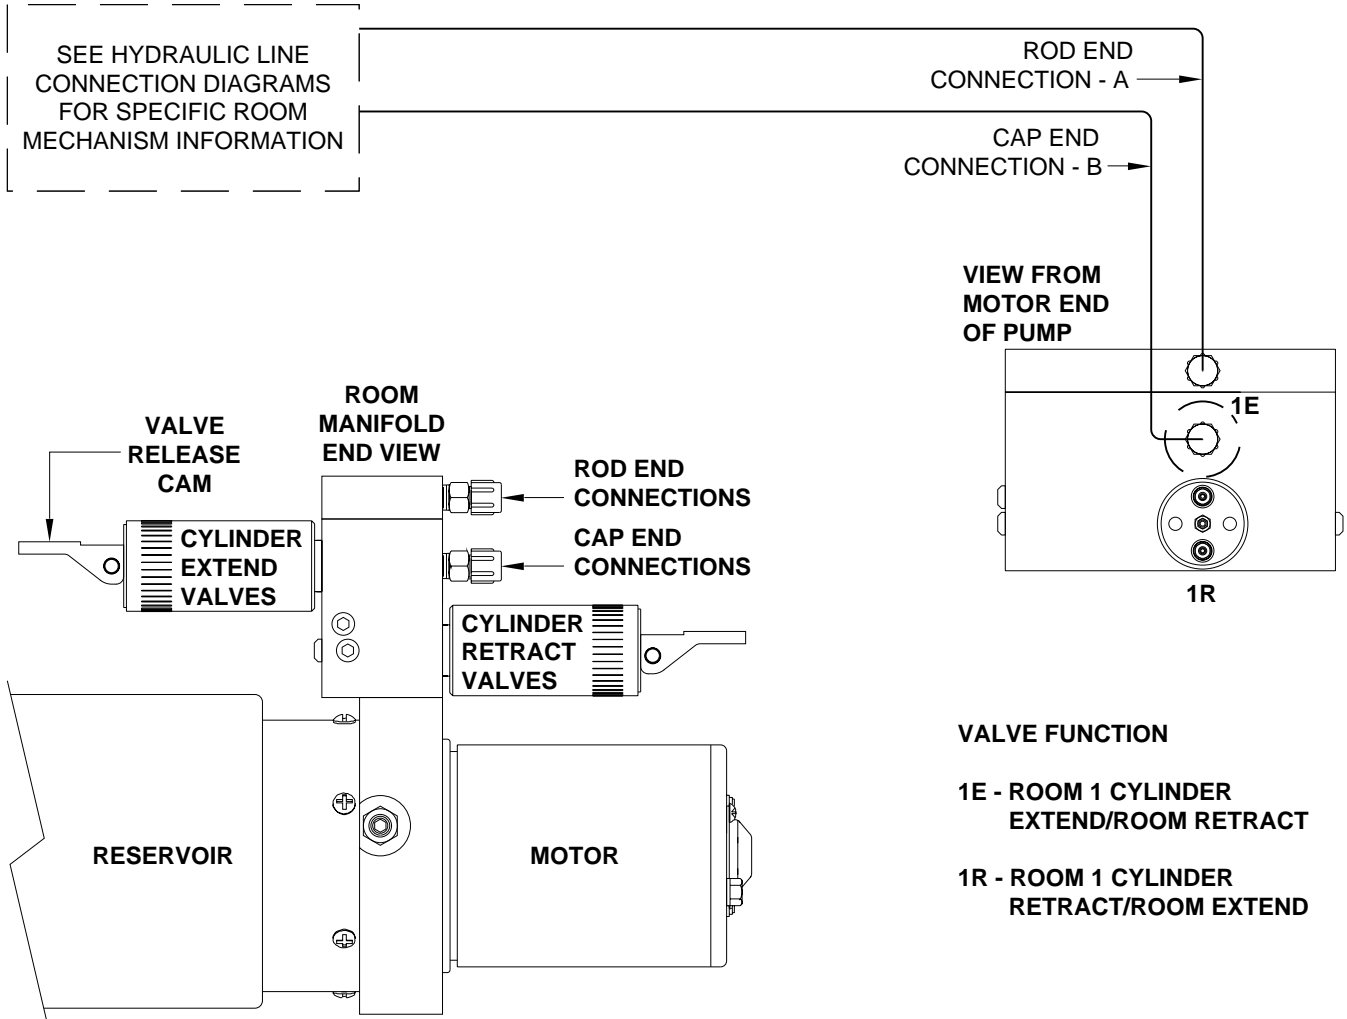 SEE HYDRAULIC LINE
CONNECTION DIAGRAMS
FOR SPECIFIC ROOM
MECHANISM INFORMATION
ROD END
CONNECTION - A
CAP END
CONNECTION - B
VIEW FROM
MOTOR END
OF PUMP
1E
1R
ROOM
MANIFOLD
END VIEW
VALVE
RELEASE
CAM
ROD END
CONNECTIONS
CAP END
CONNECTIONS
CYLINDER
EXTEND
VALVES
CYLINDER
RETRACT
VALVES
RESERVOIR
MOTOR
VALVE FUNCTION
1E - ROOM 1 CYLINDER
EXTEND/ROOM RETRACT
1R - ROOM 1 CYLINDER
RETRACT/ROOM EXTEND